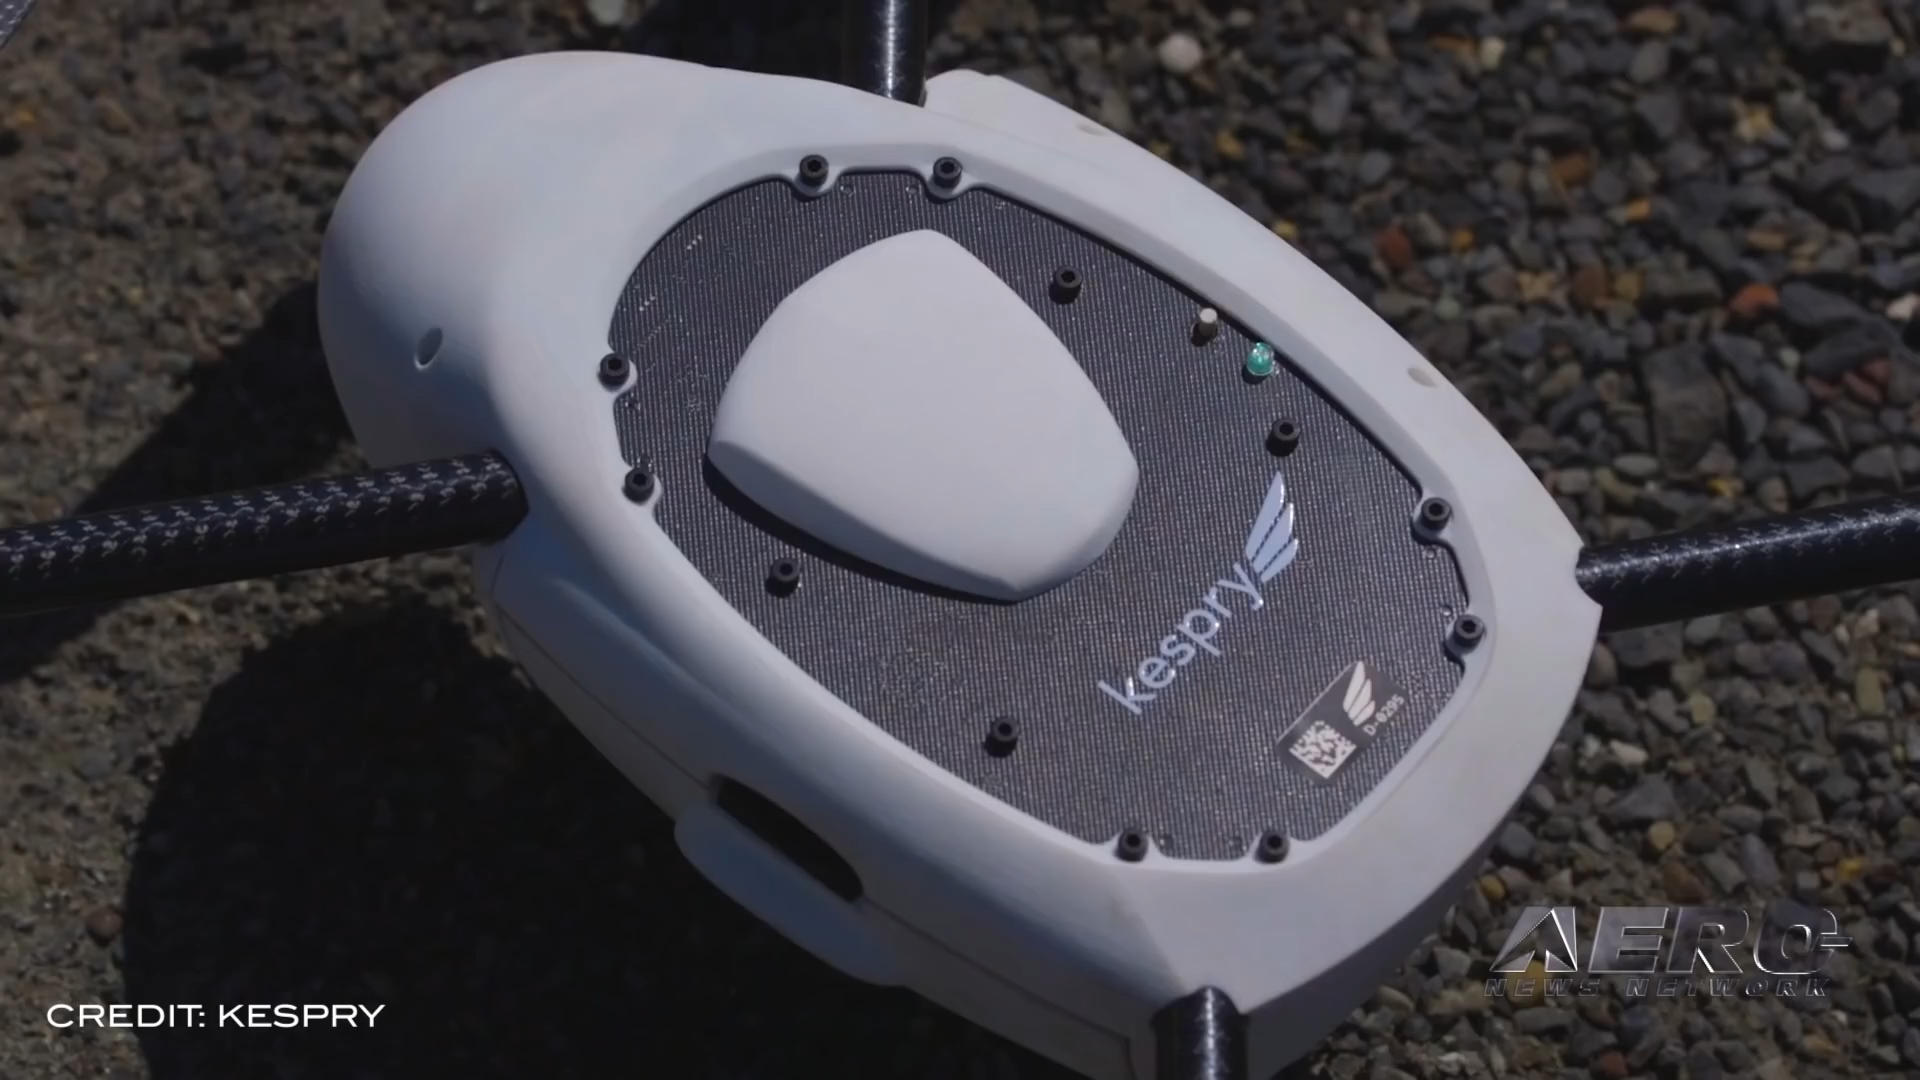 kespry
D-0295
CREDIT: KESPRY
AERO-
NEWS NETWORK